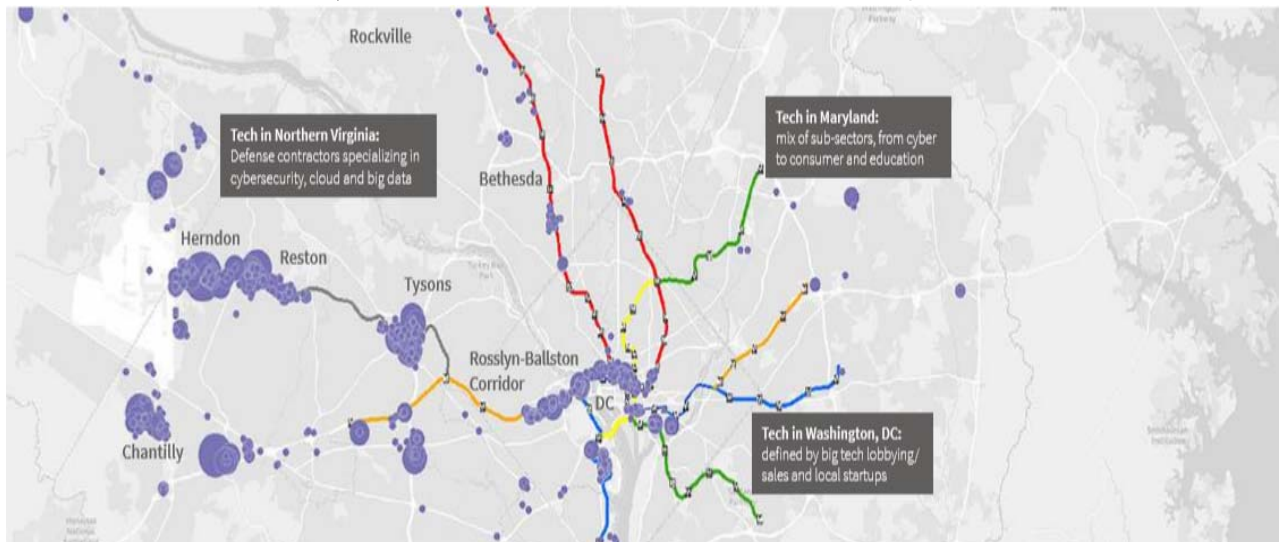 Rockville
Tech in Northern Virginia:
Defense contractors specializing in
cybersecurity, cloud and big data
Tech in Maryland:
mix of sub-sectors, from cyber
to consumer and education
Bethesda
Herndon
Reston
Tysons
Rosslyn-Ballston
Corridor
DC
Chantilly
Tech in Washington, DC:
defined by big tech lobbying/
sales and local startups